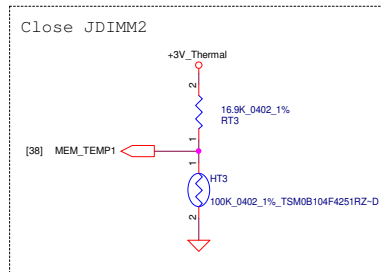 Close JDIMM2
+3V_Thermal
2
16.9K_0402_1%
RT3
1
[38] MEM_TEMP1
1
HT3
100K_0402_1%_TSM0B104F4251RZ~D
2